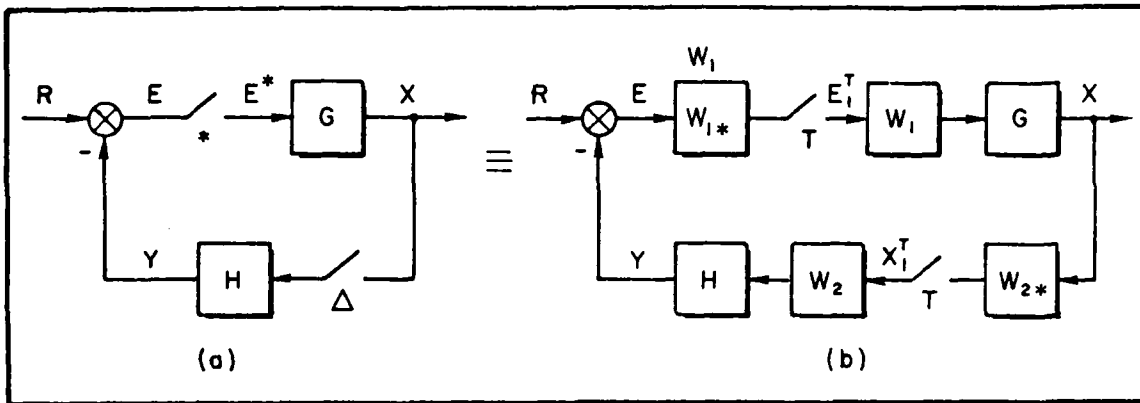 R E * E* G X
- Y H Δ
(a)
≡
R E W₁ W₁* T E₁ᵀ W₁ G X
- Y H W₂ X₁ᵀ T W₂*
(b)